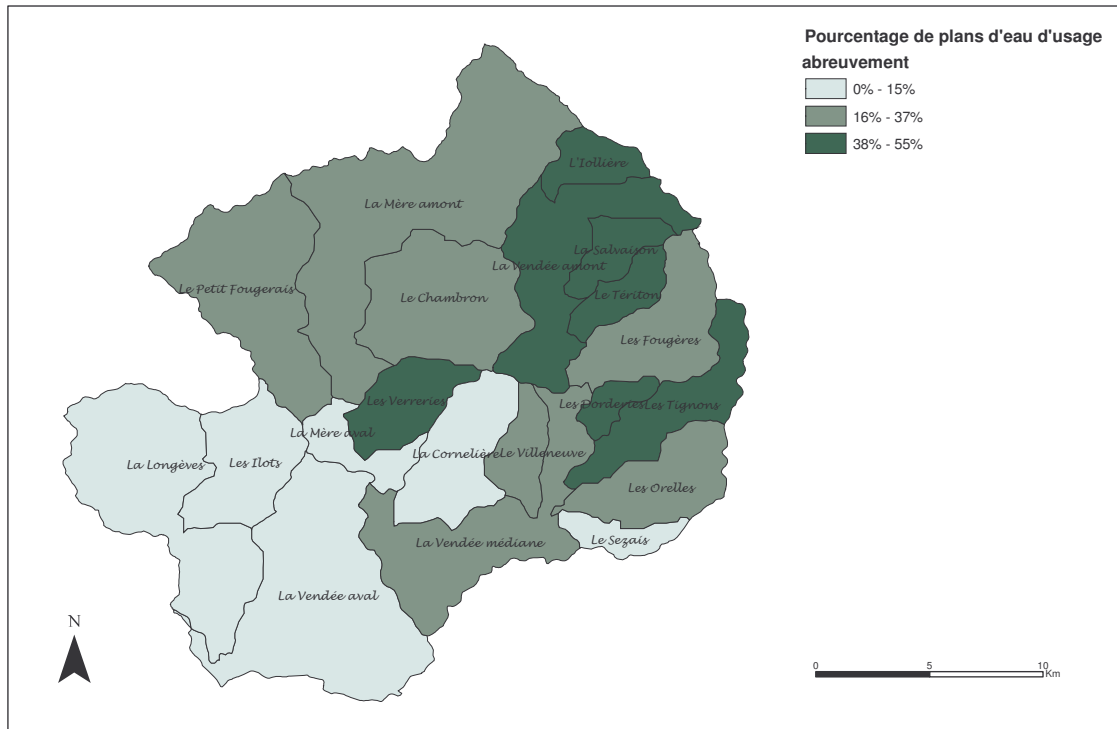 Pourcentage de plans d'eau d'usage
abreuvement
0% - 15%
16% - 37%
38% - 55%
L'Iollière
La Mère amont
La Salvaison
La Vendée amont
Le Petit Fougerais
Le Chambron
Le Tériton
Les Fougères
Les Verreries
Les Dorderies
Les Tignons
La Mère aval
La Longèves
Les Ilots
La Cornelière
Le Villeneuve
Les Orelles
La Vendée médiane
Le Sezais
La Vendée aval
N
0
5
10
Km